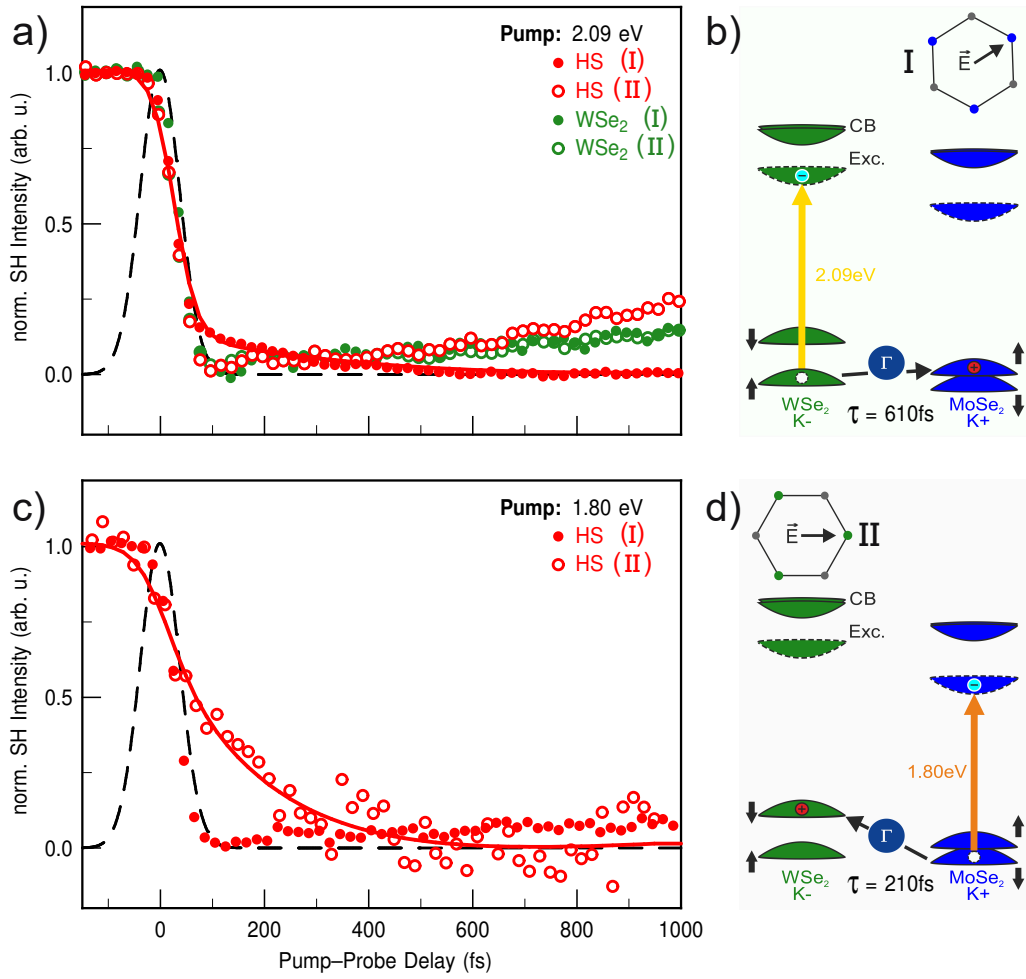 a)
norm. SH Intensity (arb. u.)
1.0
0.5
0.0
Pump: 2.09 eV
HS (I)
HS (II)
WSe₂ (I)
WSe₂ (II)
b)
I
E
CB
Exc.
−
2.09eV
Γ
+
WSe₂
K-
τ = 610fs
MoSe₂
K+
c)
norm. SH Intensity (arb. u.)
1.0
0.5
0.0
Pump: 1.80 eV
HS (I)
HS (II)
0 200 400 600 800 1000
Pump–Probe Delay (fs)
d)
E
II
CB
Exc.
−
1.80eV
+
Γ
WSe₂
K-
τ = 210fs
MoSe₂
K+